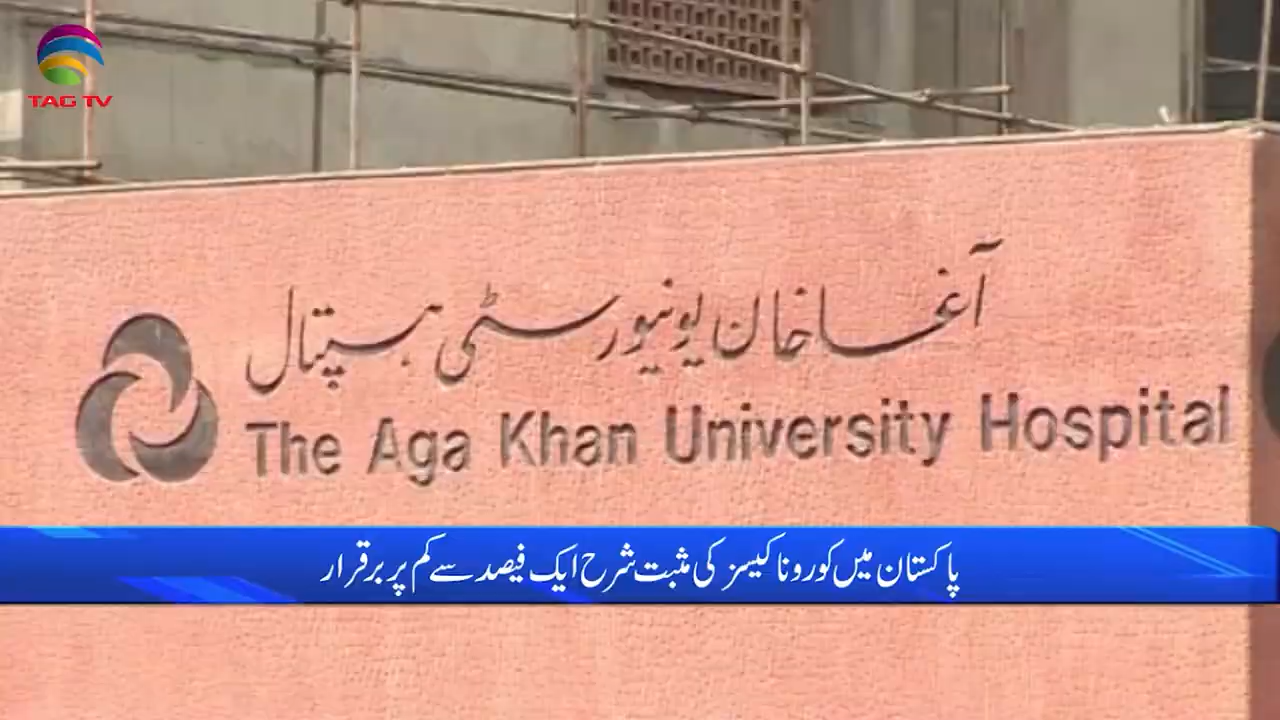 TAG TV
آغا خان یونیورسٹی ہسپتال
The Aga Khan University Hospital
پاکستان میں کورونا کیسز کی مثبت شرح ایک فیصد سے کم پر برقرار